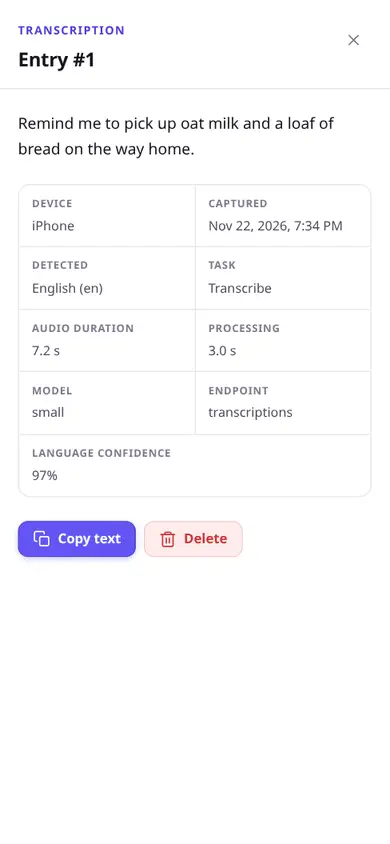 TRANSCRIPTION
Entry #1
Remind me to pick up oat milk and a loaf of
bread on the way home.
DEVICE
iPhone
CAPTURED
Nov 22, 2026, 7:34 PM
DETECTED
English (en)
TASK
Transcribe
AUDIO DURATION
7.2 s
PROCESSING
3.0 s
MODEL
small
ENDPOINT
transcriptions
LANGUAGE CONFIDENCE
97%
Copy text
Delete